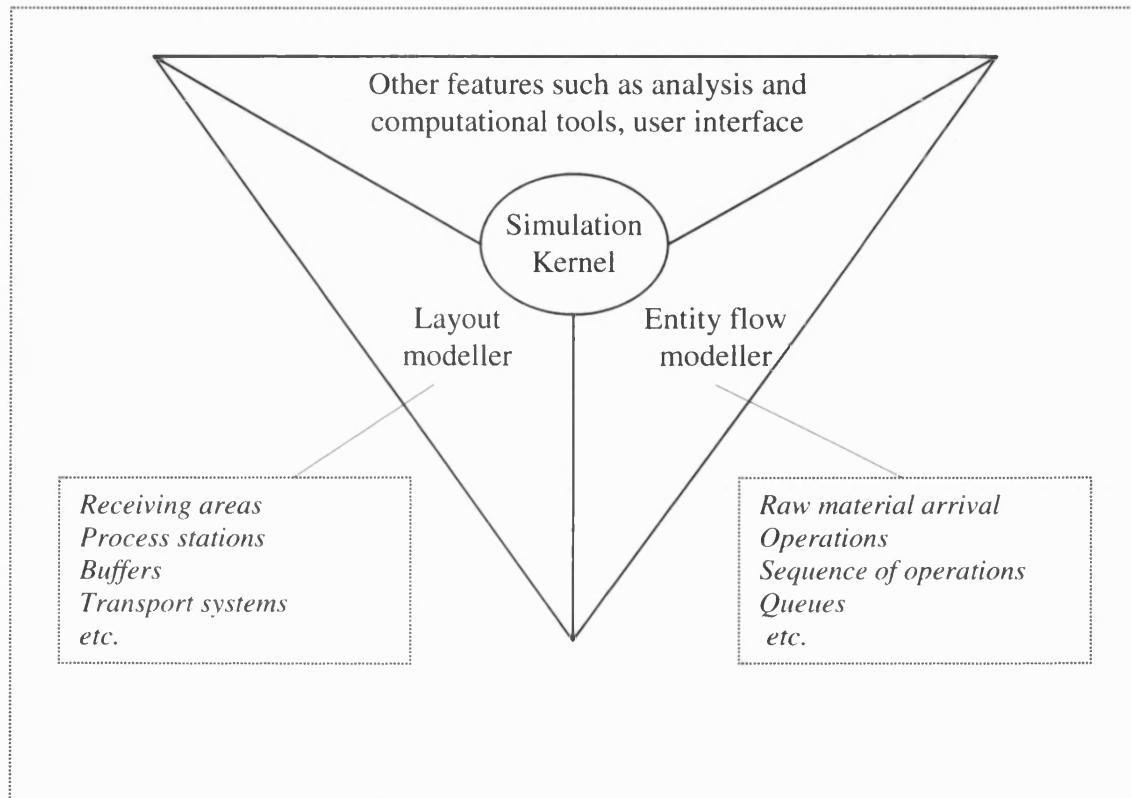 Other features such as analysis and
computational tools, user interface
Simulation
Kernel
Layout
modeller
Entity flow
modeller
Receiving areas
Process stations
Buffers
Transport systems
etc.
Raw material arrival
Operations
Sequence of operations
Queues
etc.